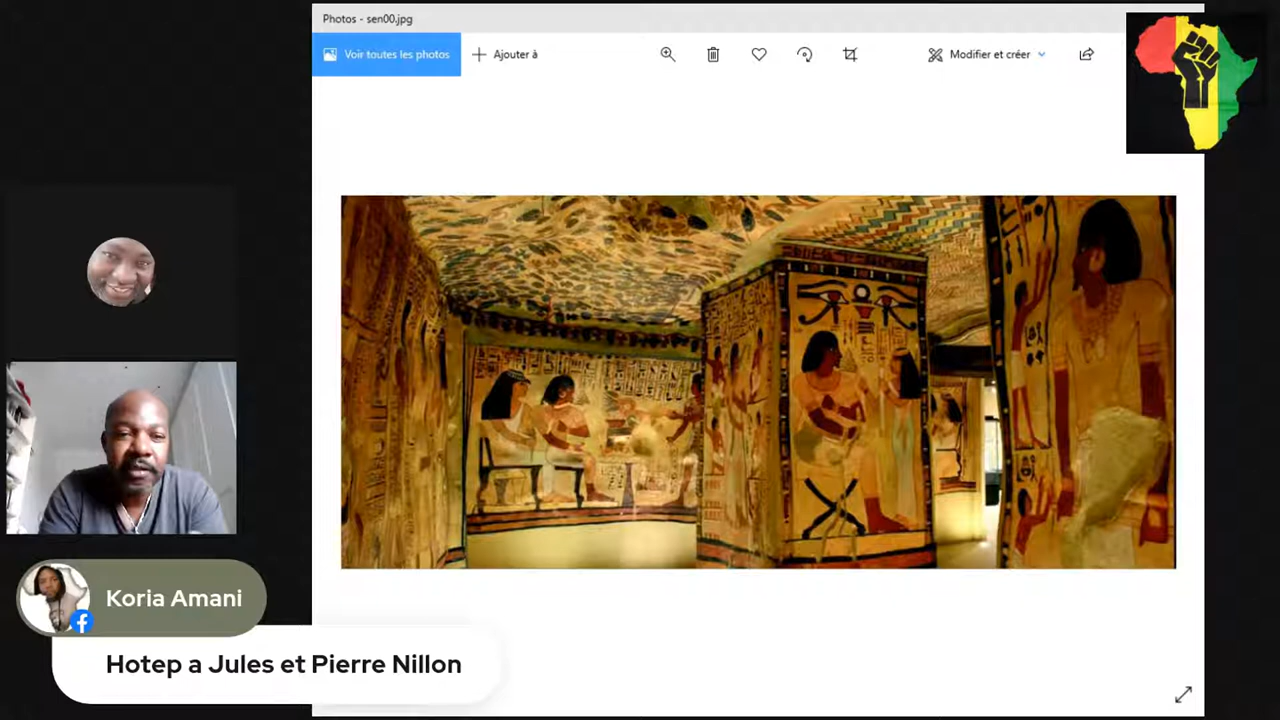 Photos - sen00.jpg
Voir toutes les photos
Ajouter à
Modifier et créer
Koria Amani
Hotep a Jules et Pierre Nillon